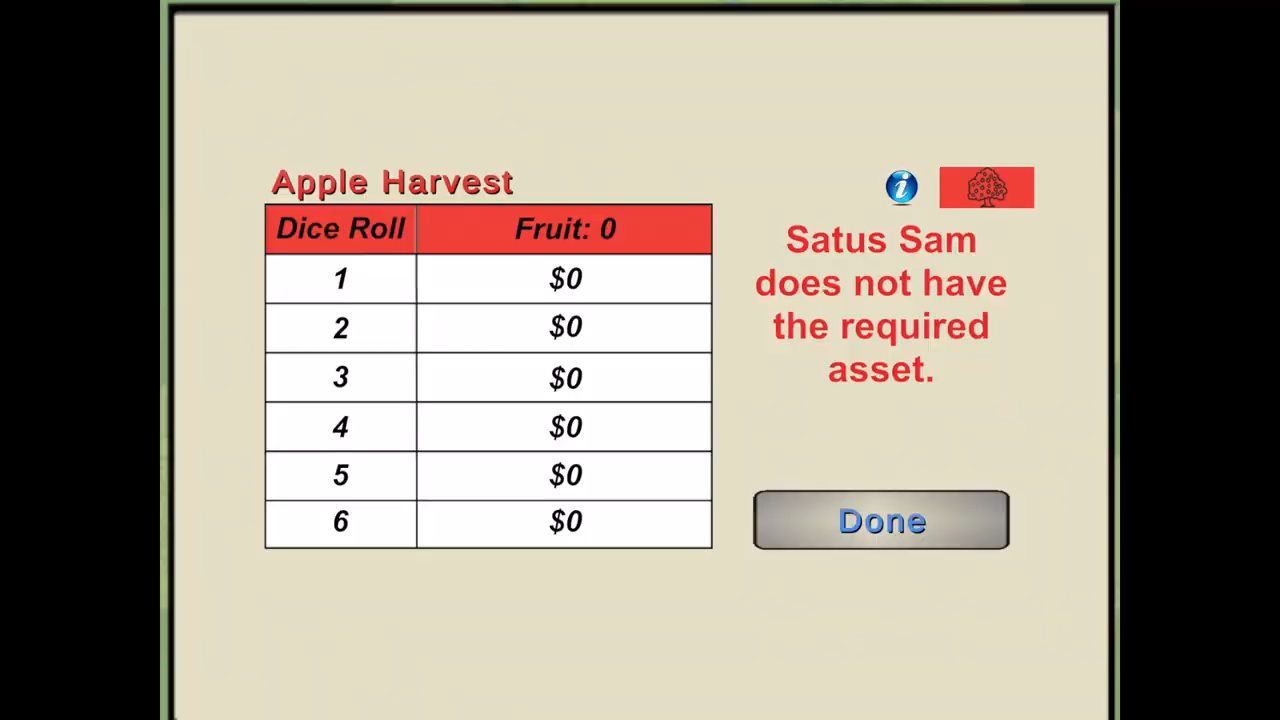 Apple Harvest
Dice Roll Fruit: 0
1 $0
2 $0
3 $0
4 $0
5 $0
6 $0
i
Satus Sam
does not have
the required
asset.
Done